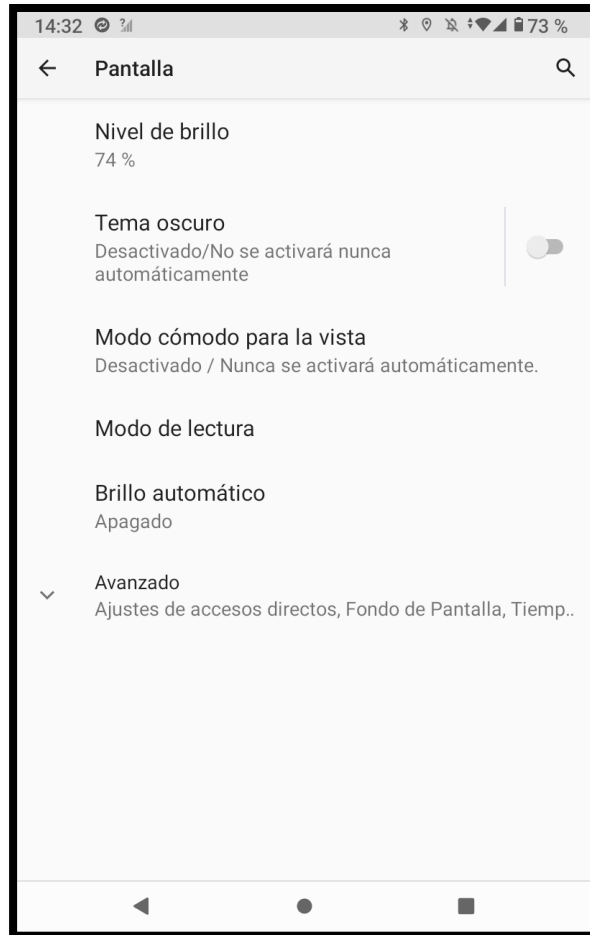 14:32 73 %
Pantalla
Nivel de brillo
74 %
Tema oscuro
Desactivado/No se activará nunca
automáticamente
Modo cómodo para la vista
Desactivado / Nunca se activará automáticamente.
Modo de lectura
Brillo automático
Apagado
Avanzado
Ajustes de accesos directos, Fondo de Pantalla, Tiemp..